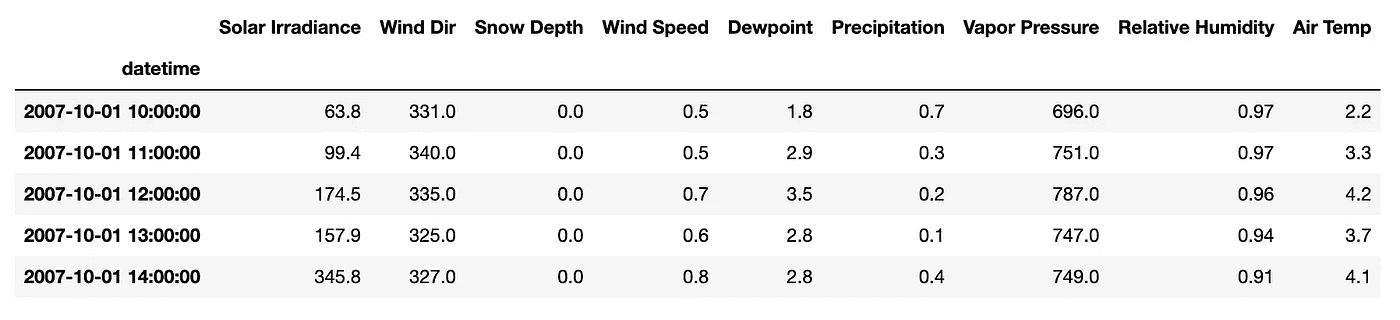 Solar Irradiance Wind Dir Snow Depth Wind Speed Dewpoint Precipitation Vapor Pressure Relative Humidity Air Temp
datetime
2007-10-01 10:00:00 63.8 331.0 0.0 0.5 1.8 0.7 696.0 0.97 2.2
2007-10-01 11:00:00 99.4 340.0 0.0 0.5 2.9 0.3 751.0 0.97 3.3
2007-10-01 12:00:00 174.5 335.0 0.0 0.7 3.5 0.2 787.0 0.96 4.2
2007-10-01 13:00:00 157.9 325.0 0.0 0.6 2.8 0.1 747.0 0.94 3.7
2007-10-01 14:00:00 345.8 327.0 0.0 0.8 2.8 0.4 749.0 0.91 4.1